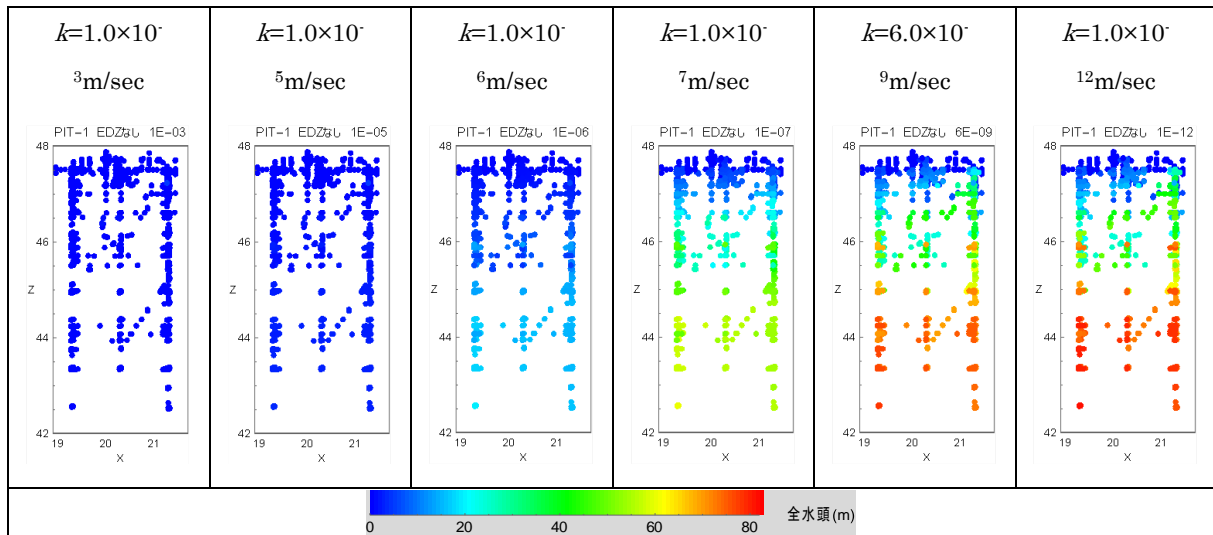 k=1.0×10⁻
³m/sec
k=1.0×10⁻
⁵m/sec
k=1.0×10⁻
⁶m/sec
k=1.0×10⁻
⁷m/sec
k=6.0×10⁻
⁹m/sec
k=1.0×10⁻
¹²m/sec
PIT-1 EDZなし 1E-03
48
46
Z
44
42
19 20 21
X
PIT-1 EDZなし 1E-05
48
46
Z
44
42
19 20 21
X
PIT-1 EDZなし 1E-06
48
46
Z
44
42
19 20 21
X
PIT-1 EDZなし 1E-07
48
46
Z
44
42
19 20 21
X
PIT-1 EDZなし 6E-09
48
46
Z
44
42
19 20 21
X
PIT-1 EDZなし 1E-12
48
46
Z
44
42
19 20 21
X
0 20 40 60 80
全水頭(m)